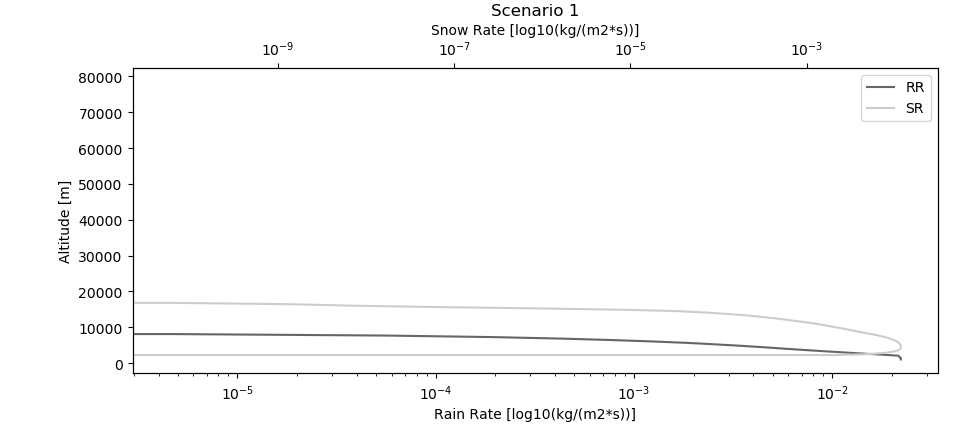 Scenario 1
Snow Rate [log10(kg/(m2*s))]
10^-9 10^-7 10^-5 10^-3
80000
70000
60000
50000
40000
30000
20000
10000
0
Altitude [m]
RR
SR
10^-5 10^-4 10^-3 10^-2
Rain Rate [log10(kg/(m2*s))]